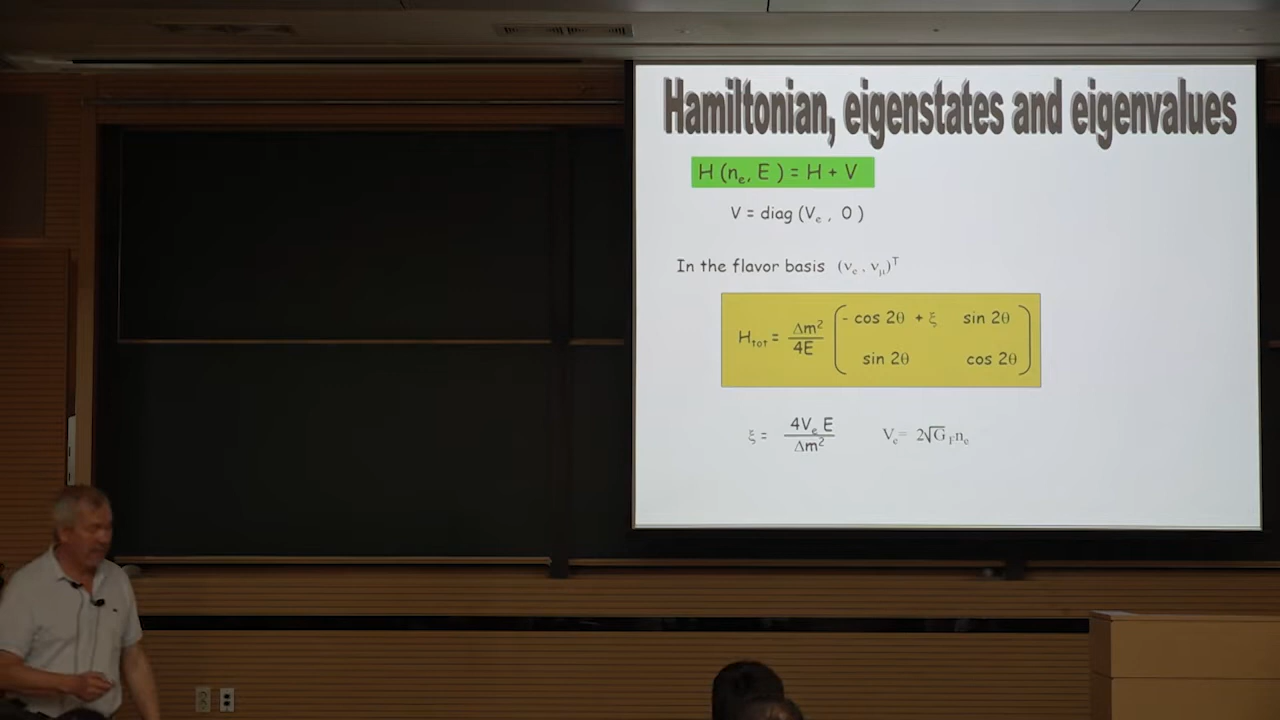 Hamiltonian, eigenstates and eigenvalues
H (nₑ, E ) = H + V
V = diag (Vₑ , 0 )
In the flavor basis (νₑ , ν_μ)ᵀ
H_tot = Δm²/4E ( - cos 2θ + ξ sin 2θ
sin 2θ cos 2θ )
ξ = 4Vₑ E / Δm² Vₑ= 2√G_F nₑ